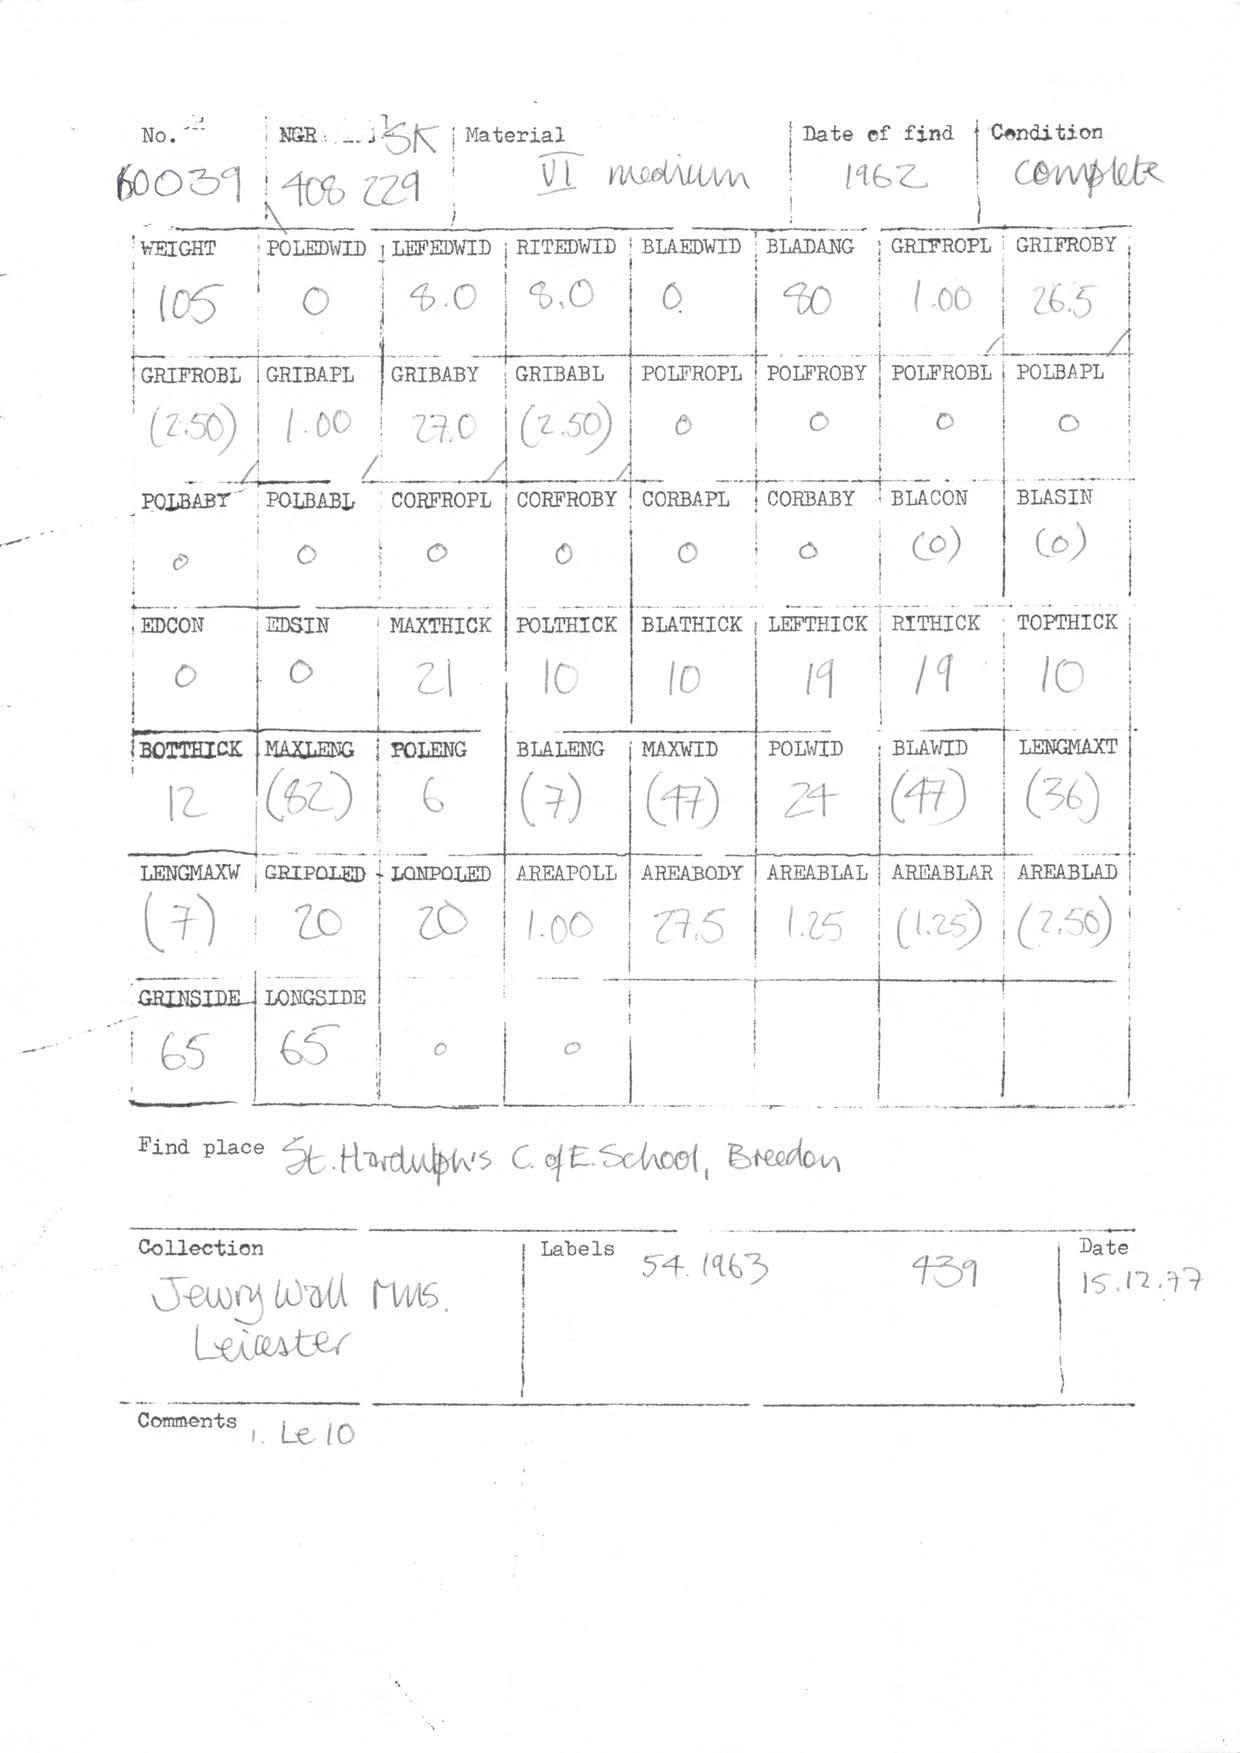 No. NGR SK Material Date of find Condition
60039 408 229 VI medium 1962 complete
WEIGHT POLEDWID LEFEDWID RITEDWID BLAEDWID BLADANG GRIFROPL GRIFROBY
105 0 8.0 8.0 0 80 1.00 26.5
GRIFROBL GRIBAPL GRIBABY GRIBABL POLFROPL POLFROBY POLFROBL POLBAPL
(2.50) 1.00 27.0 (2.50) 0 0 0 0
POLBABY POLBABL CORFROPL CORFROBY CORBAPL CORBABY BLACON BLASIN
0 0 0 0 0 0 (0) (0)
EDCON EDSIN MAXTHICK POLTHICK BLATHICK LEFTHICK RITHICK TOPTHICK
0 0 21 10 10 19 19 10
BOTTHICK MAXLENG POLENG BLALENG MAXWID POLWID BLAWID LENGMAXT
12 (82) 6 (7) (47) 24 (47) (36)
LENGMAXW GRIPOLED LONPOLED AREAPOLL AREABODY AREABLAL AREABLAR AREABLAD
(7) 20 20 1.00 27.5 1.25 (1.25) (2.50)
GRINSIDE LONGSIDE
65 65 0 0
Find place St. Hardulph's C. of E. School, Breedon
Collection Labels 54.1963 439 Date
Jewry Wall Mus. 15.12.77
Leicester
Comments 1. Le 10